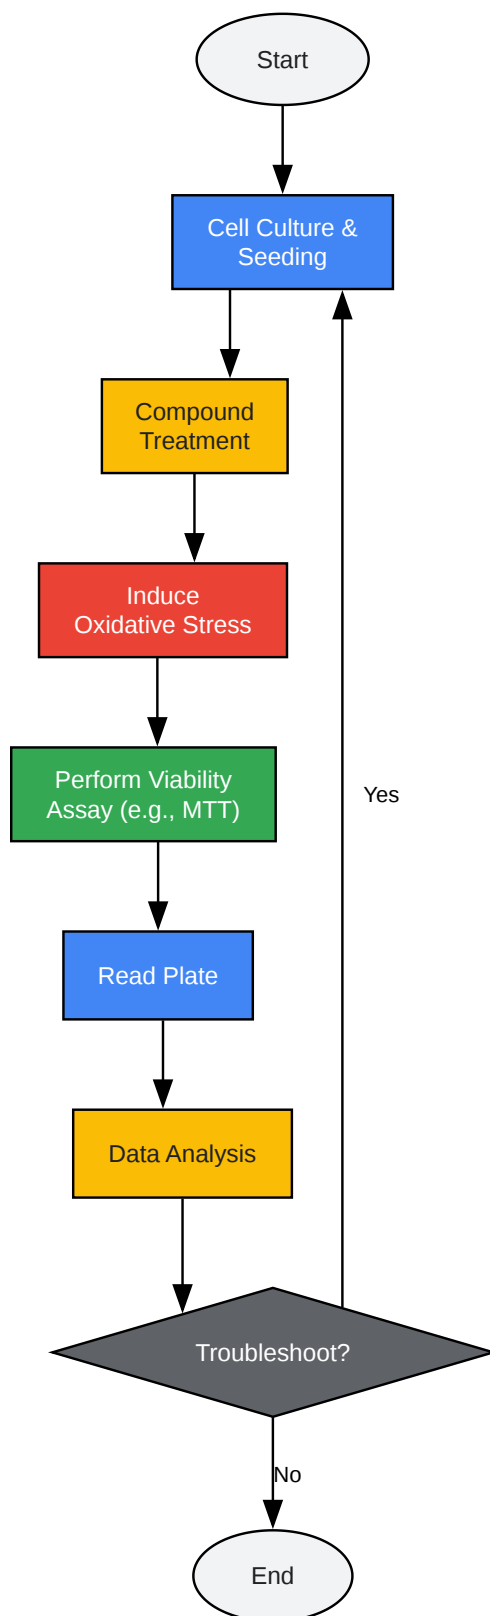 Start
Cell Culture &
Seeding
Compound
Treatment
Induce
Oxidative Stress
Perform Viability
Assay (e.g., MTT)
Yes
Read Plate
Data Analysis
Troubleshoot?
No
End